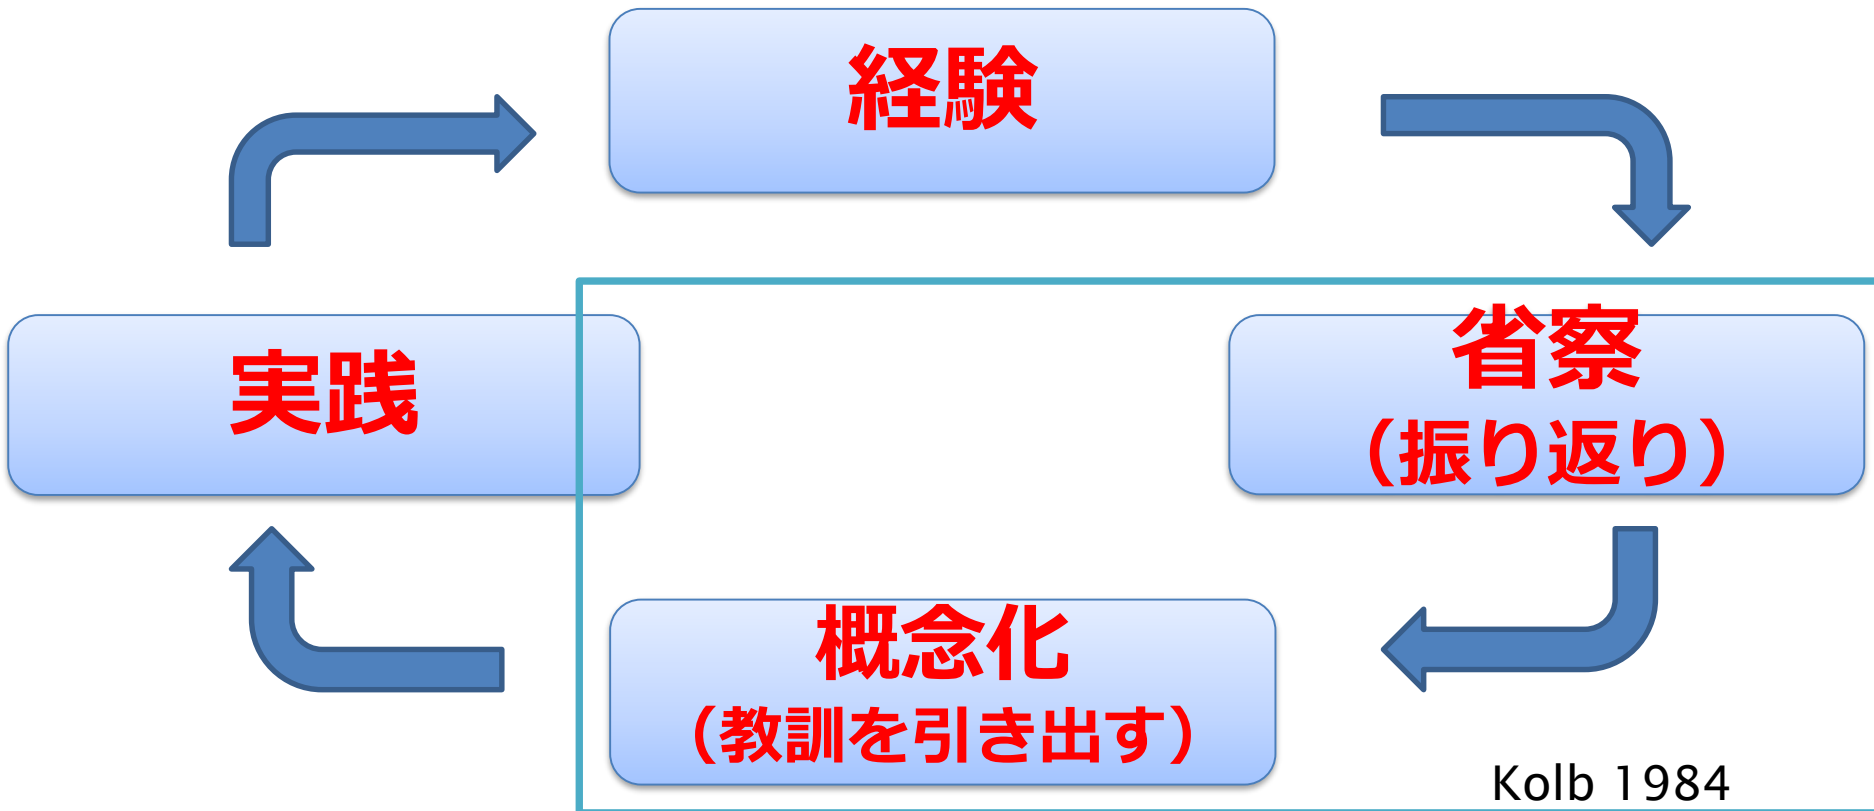 経験
実践
省察
（振り返り）
概念化
（教訓を引き出す）
Kolb 1984